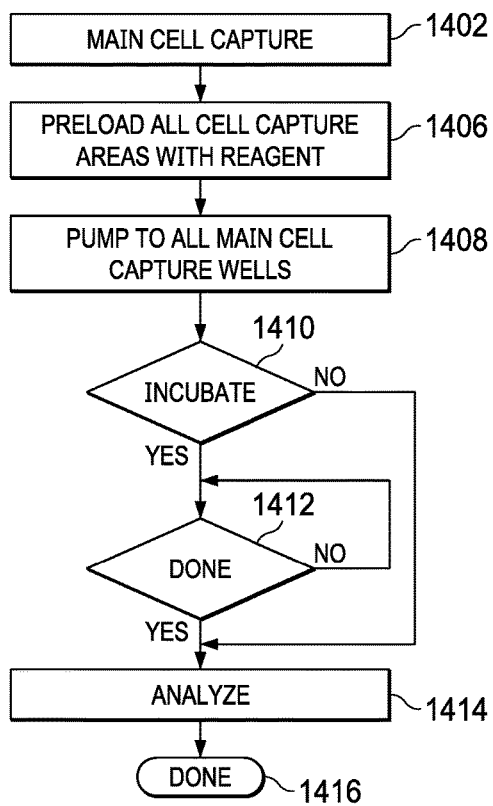 MAIN CELL CAPTURE
1402
PRELOAD ALL CELL CAPTURE
AREAS WITH REAGENT
1406
PUMP TO ALL MAIN CELL
CAPTURE WELLS
1408
1410
INCUBATE
NO
YES
1412
DONE
NO
YES
ANALYZE
1414
DONE
1416